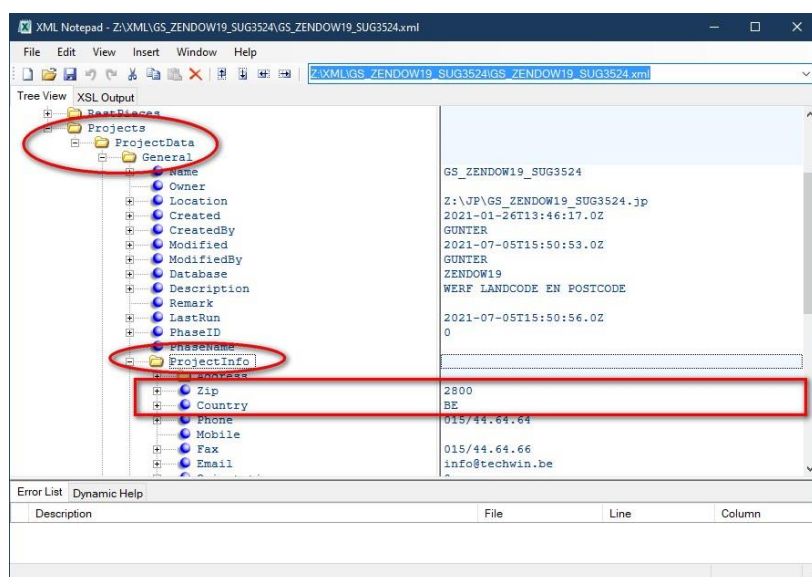 XML Notepad - Z:\XML\GS_ZENDOW19_SUG3524\GS_ZENDOW19_SUG3524.xml
File Edit View Insert Window Help
Z:\XML\GS_ZENDOW19_SUG3524\GS_ZENDOW19_SUG3524.xml
Tree View XSL Output
RestPieces
Projects
ProjectData
General
Name GS_ZENDOW19_SUG3524
Owner
Location Z:\JP\GS_ZENDOW19_SUG3524.jp
Created 2021-01-26T13:46:17.0Z
CreatedBy GUNTER
Modified 2021-07-05T15:50:53.0Z
ModifiedBy GUNTER
Database ZENDOW19
Description WERF LANDCODE EN POSTCODE
Remark
LastRun 2021-07-05T15:50:56.0Z
PhaseID 0
PhaseName
ProjectInfo
Address
Zip 2800
Country BE
Phone 015/44.64.64
Mobile
Fax 015/44.64.66
Email info@techwin.be
Error List Dynamic Help
Description File Line Column